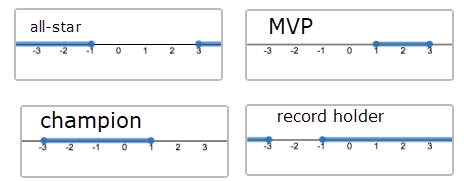 all-star
-3 -2 -1 0 1 2 3
MVP
-3 -2 -1 0 1 2 3
champion
-3 -2 -1 0 1 2 3
record holder
-3 -2 -1 0 1 2 3